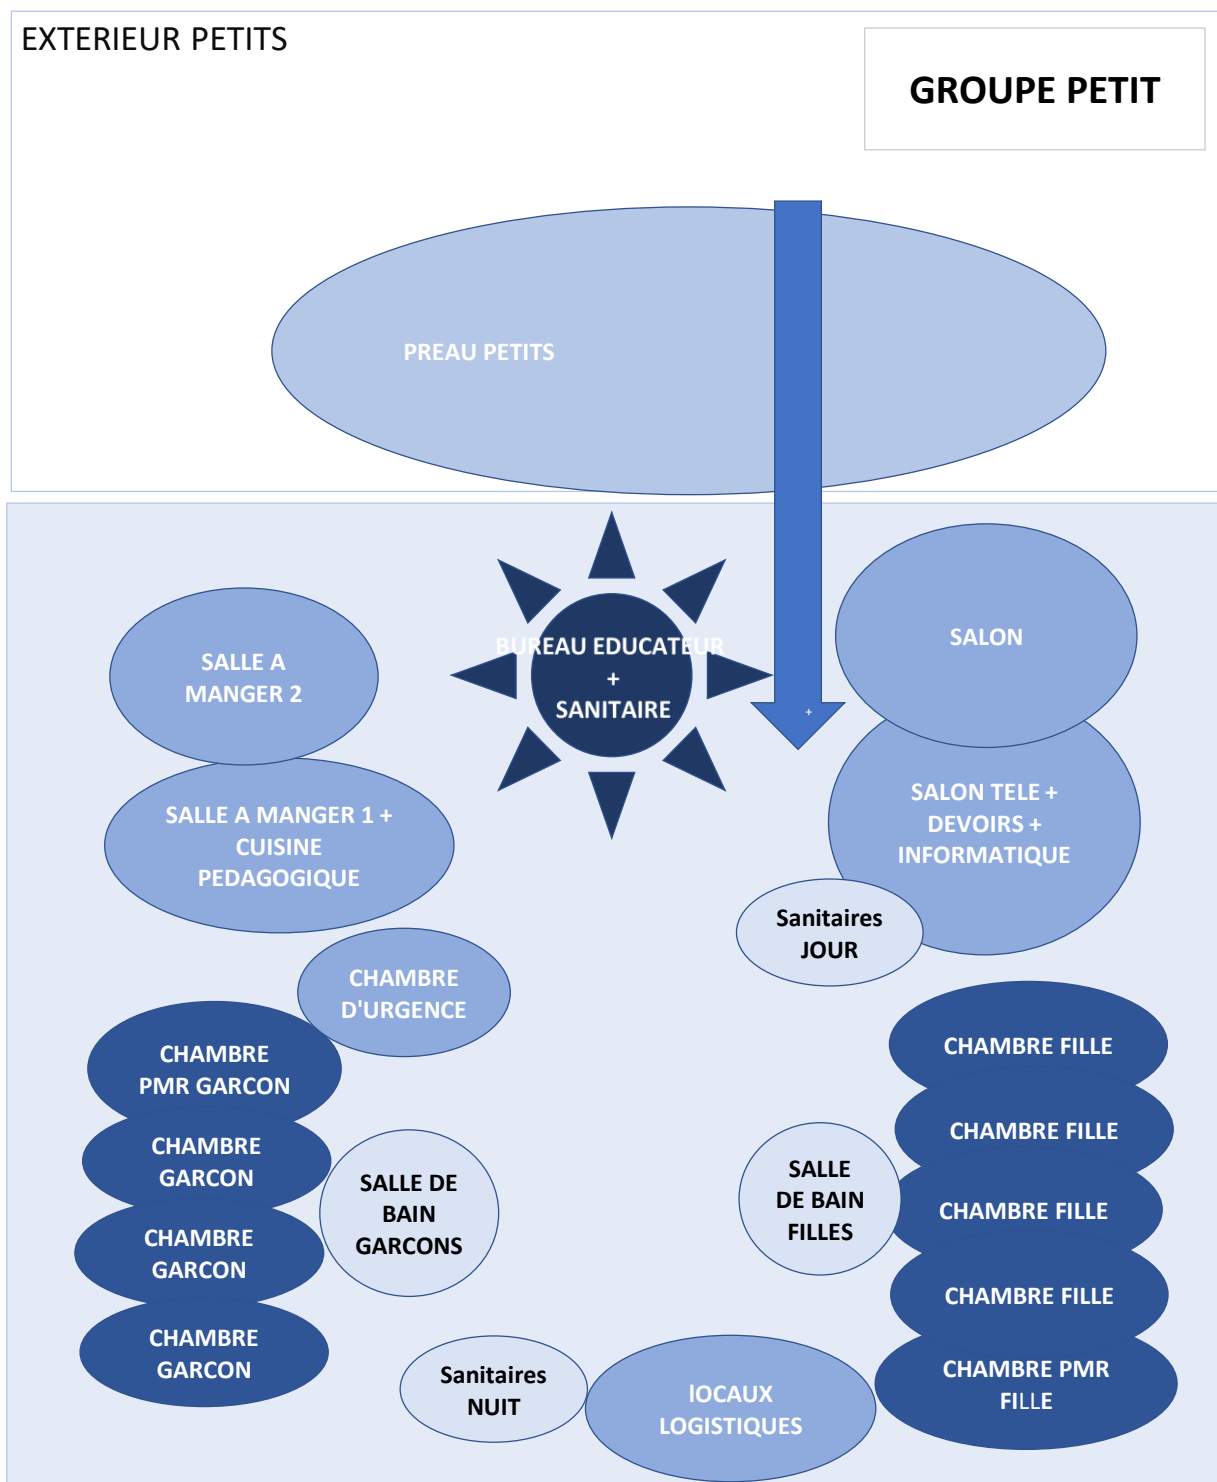 EXTERIEUR PETITS
GROUPE PETIT
PREAU PETITS
BUREAU EDUCATEUR
+
SANITAIRE
+
SALON
SALLE A
MANGER 2
SALON TELE +
DEVOIRS +
INFORMATIQUE
SALLE A MANGER 1 +
CUISINE
PEDAGOGIQUE
Sanitaires
JOUR
CHAMBRE
D'URGENCE
CHAMBRE
PMR GARCON
CHAMBRE
GARCON
CHAMBRE
GARCON
CHAMBRE
GARCON
SALLE DE
BAIN
GARCONS
SALLE
DE BAIN
FILLES
CHAMBRE FILLE
CHAMBRE FILLE
CHAMBRE FILLE
CHAMBRE FILLE
CHAMBRE PMR
FILLE
Sanitaires
NUIT
lOCAUX
LOGISTIQUES